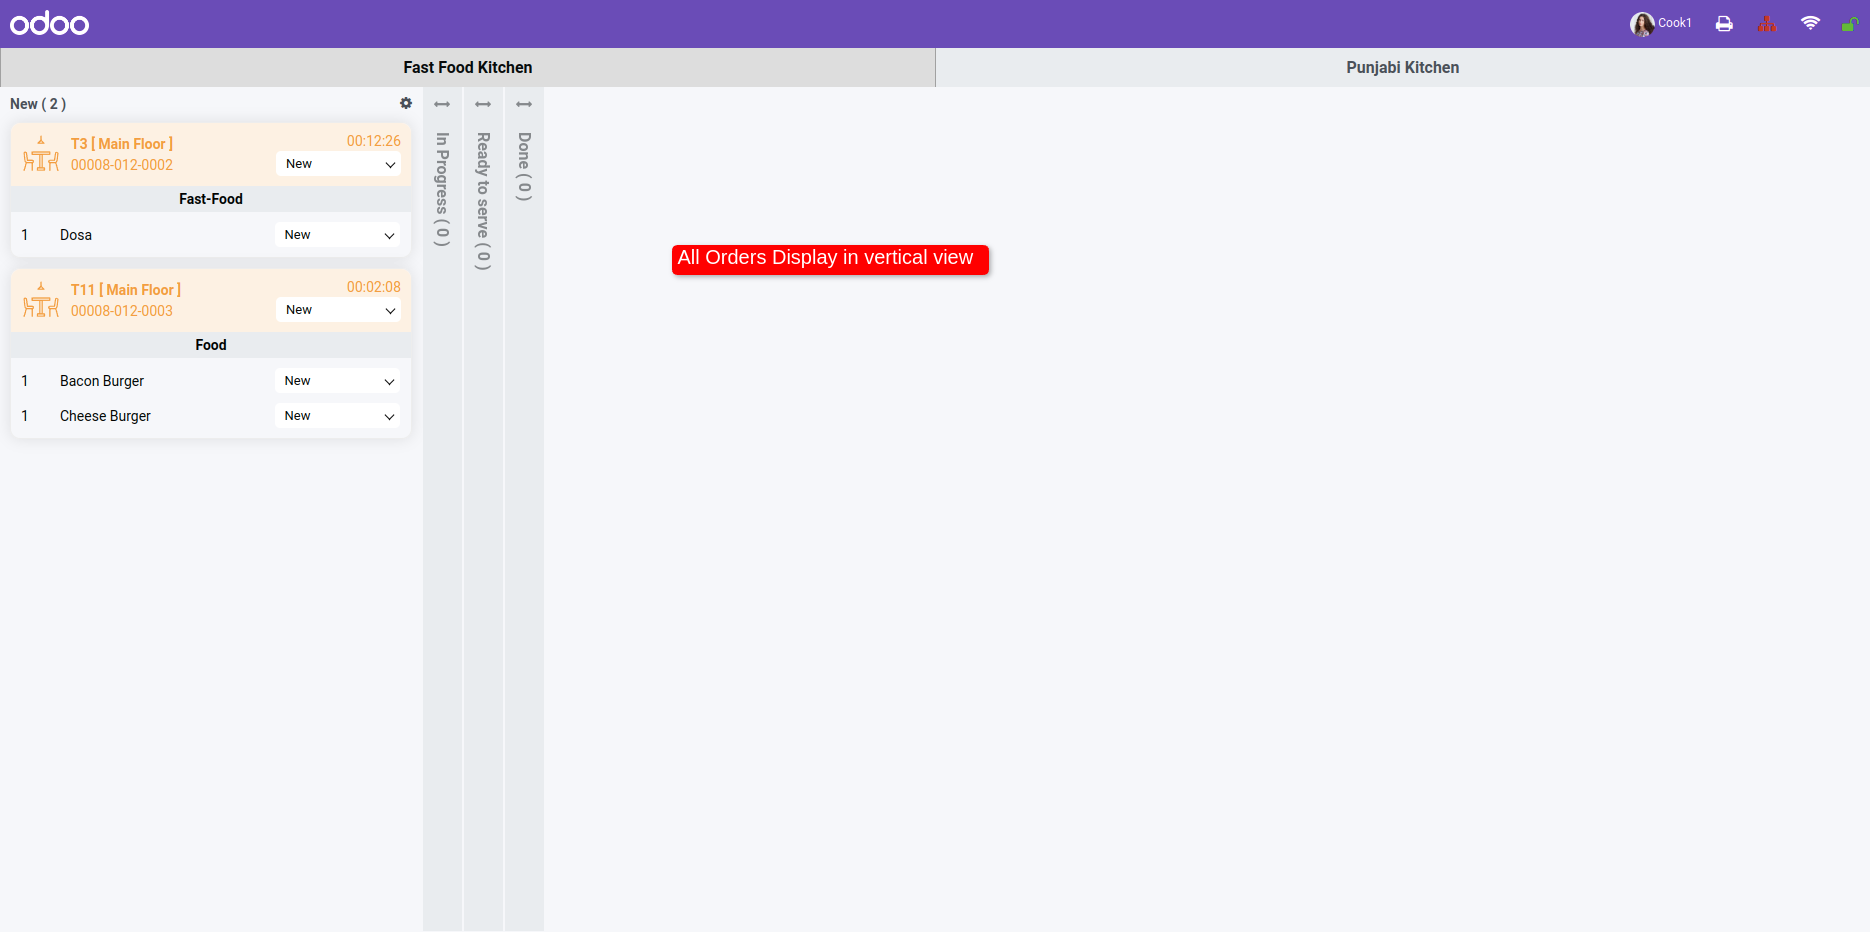 odoo
Cook1
Fast Food Kitchen
Punjabi Kitchen
New ( 2 )
T3 [ Main Floor ]
00:12:26
00008-012-0002
New
Fast-Food
1 Dosa New
T11 [ Main Floor ]
00:02:08
00008-012-0003
New
Food
1 Bacon Burger New
1 Cheese Burger New
In Progress ( 0 )
Ready to serve ( 0 )
Done ( 0 )
All Orders Display in vertical view